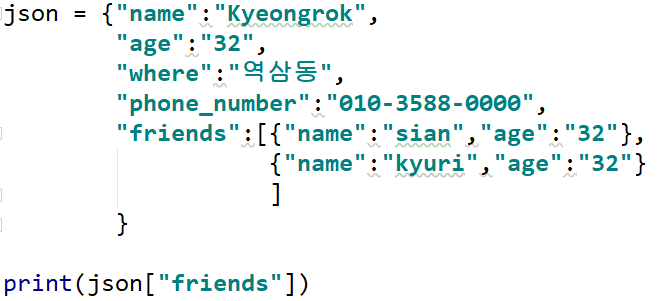 json = {"name":"Kyeongrok",
"age":"32",
"where":"역삼동",
"phone_number":"010-3588-0000",
"friends":[{"name":"sian","age":"32"},
{"name":"kyuri","age":"32"}
]
}
print(json["friends"])